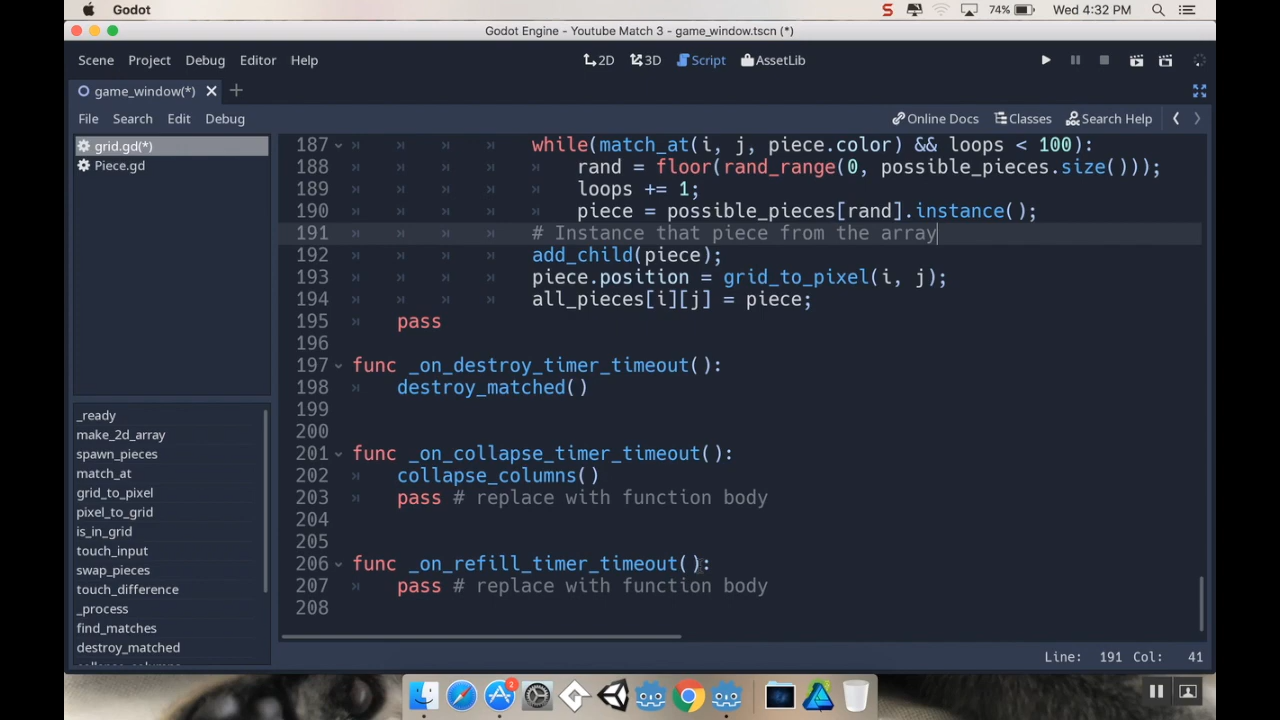 Godot
S
74%
Wed 4:32 PM
Godot Engine - Youtube Match 3 - game_window.tscn (*)
Scene Project Debug Editor Help
2D 3D Script AssetLib
game_window(*)
File Search Edit Debug
Online Docs Classes Search Help
grid.gd(*)
Piece.gd
_ready
make_2d_array
spawn_pieces
match_at
grid_to_pixel
pixel_to_grid
is_in_grid
touch_input
swap_pieces
touch_difference
_process
find_matches
destroy_matched
187 while(match_at(i, j, piece.color) && loops < 100):
188 rand = floor(rand_range(0, possible_pieces.size()));
189 loops += 1;
190 piece = possible_pieces[rand].instance();
191 # Instance that piece from the array
192 add_child(piece);
193 piece.position = grid_to_pixel(i, j);
194 all_pieces[i][j] = piece;
195 pass
196
197 func _on_destroy_timer_timeout():
198 destroy_matched()
199
200
201 func _on_collapse_timer_timeout():
202 collapse_columns()
203 pass # replace with function body
204
205
206 func _on_refill_timer_timeout():
207 pass # replace with function body
208
Line: 191 Col: 41
2